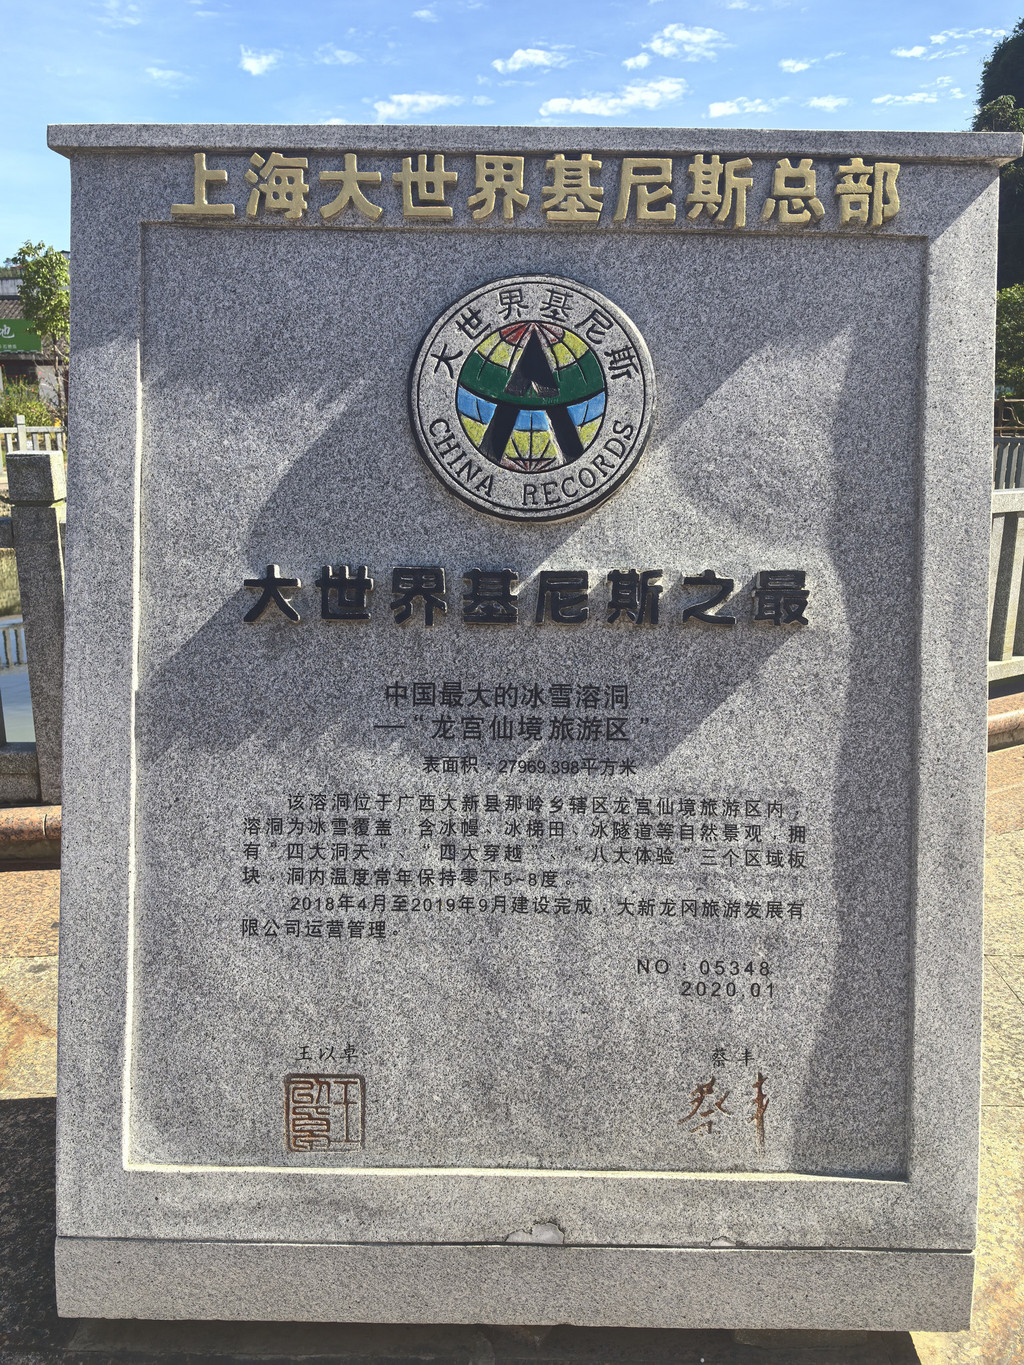 上海大世界基尼斯总部
大世界基尼斯
CHINA RECORDS
大世界基尼斯之最
中国最大的冰雪溶洞
—“龙宫仙境旅游区”
表面积：27969.398平方米
该溶洞位于广西大新县那岭乡辖区龙宫仙境旅游区内，
溶洞为冰雪覆盖，含冰幔、冰梯田、冰隧道等自然景观，拥
有“四大洞天”、“四大穿越”、“八大体验”三个区域板
块，洞内温度常年保持零下5~8度。
2018年4月至2019年9月建设完成，大新龙冈旅游发展有
限公司运营管理。
NO：05348
2020.01
王以卓
蔡丰
蔡丰
地